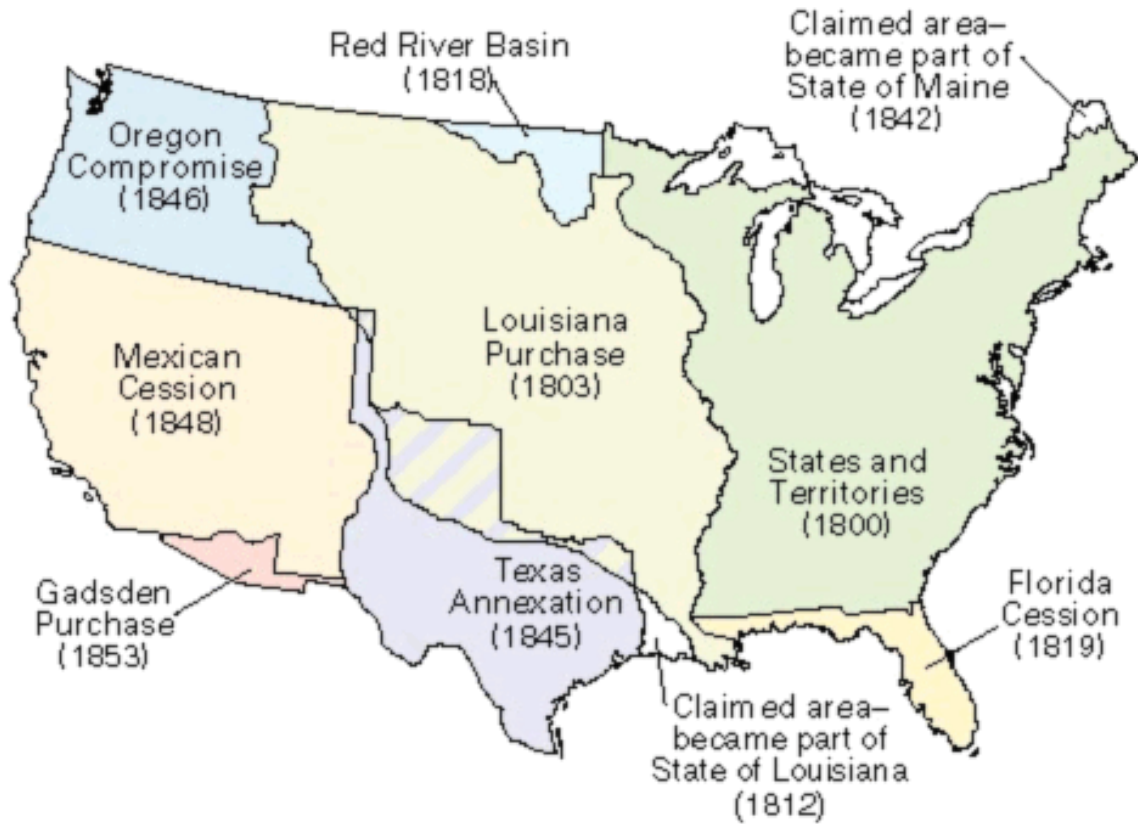 Red River Basin
(1818)
Claimed area–
became part of
State of Maine
(1842)
Oregon
Compromise
(1846)
Louisiana
Purchase
(1803)
Mexican
Cession
(1848)
States and
Territories
(1800)
Gadsden
Purchase
(1853)
Texas
Annexation
(1845)
Florida
Cession
(1819)
Claimed area–
became part of
State of Louisiana
(1812)